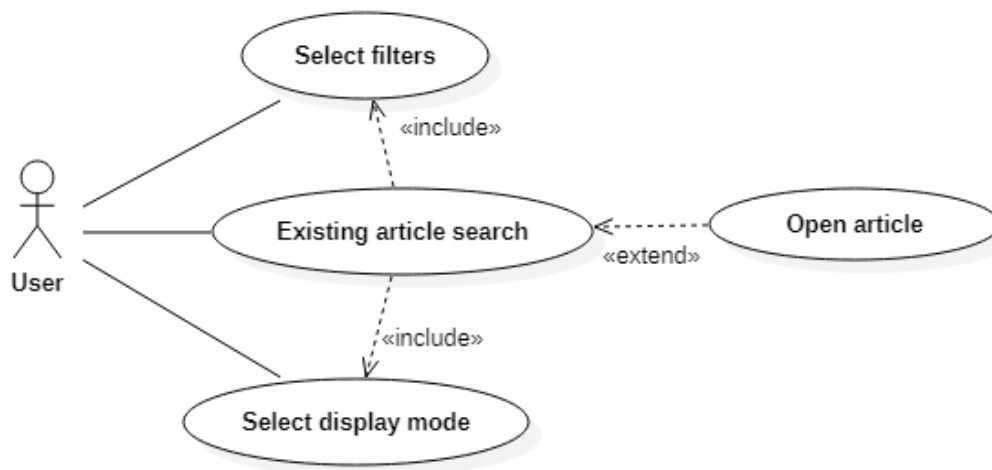 Select filters
«include»
Existing article search
Open article
«extend»
User
«include»
Select display mode